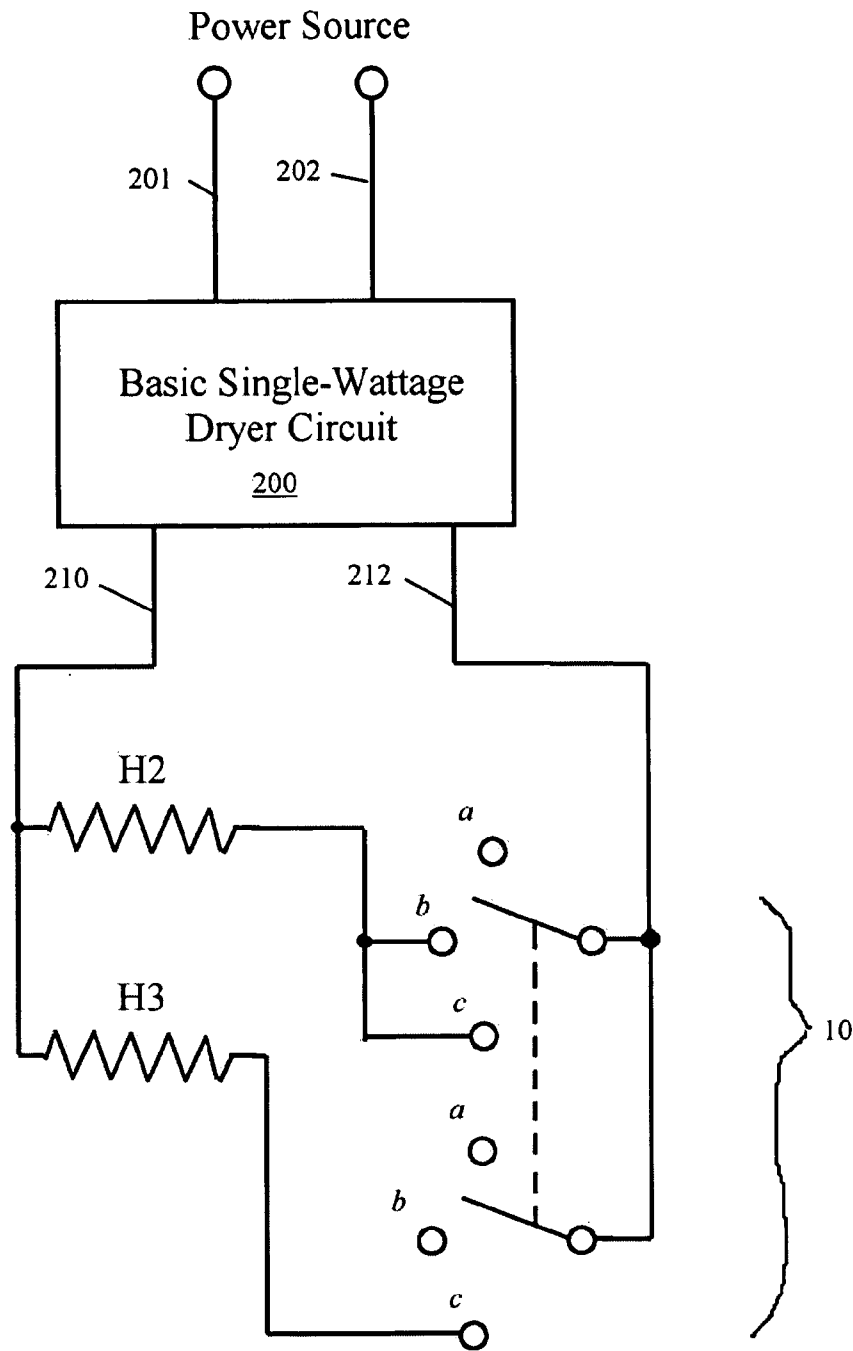 Power Source
201
202
Basic Single-Wattage
Dryer Circuit
200
210
212
H2
a
b
c
H3
10
a
b
c